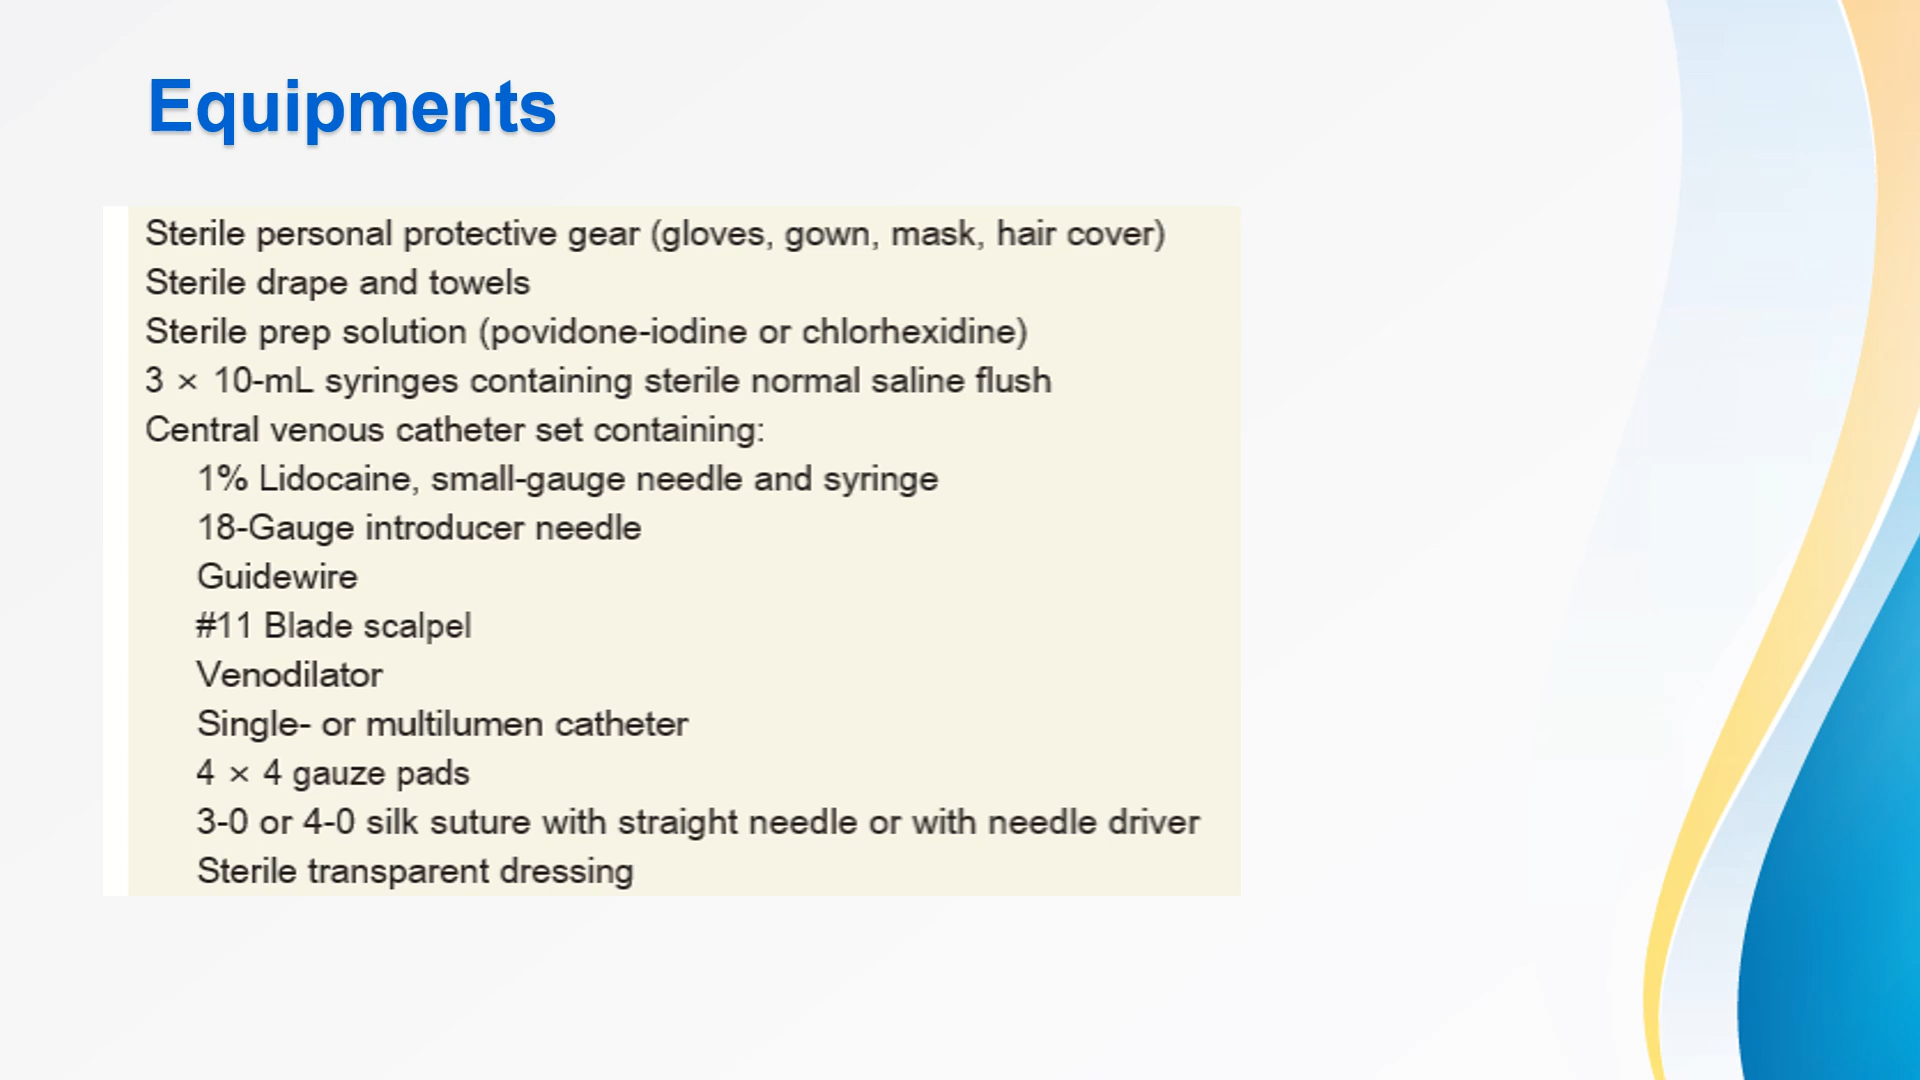 Equipments
Sterile personal protective gear (gloves, gown, mask, hair cover)
Sterile drape and towels
Sterile prep solution (povidone-iodine or chlorhexidine)
3 × 10-mL syringes containing sterile normal saline flush
Central venous catheter set containing:
1% Lidocaine, small-gauge needle and syringe
18-Gauge introducer needle
Guidewire
#11 Blade scalpel
Venodilator
Single- or multilumen catheter
4 × 4 gauze pads
3-0 or 4-0 silk suture with straight needle or with needle driver
Sterile transparent dressing